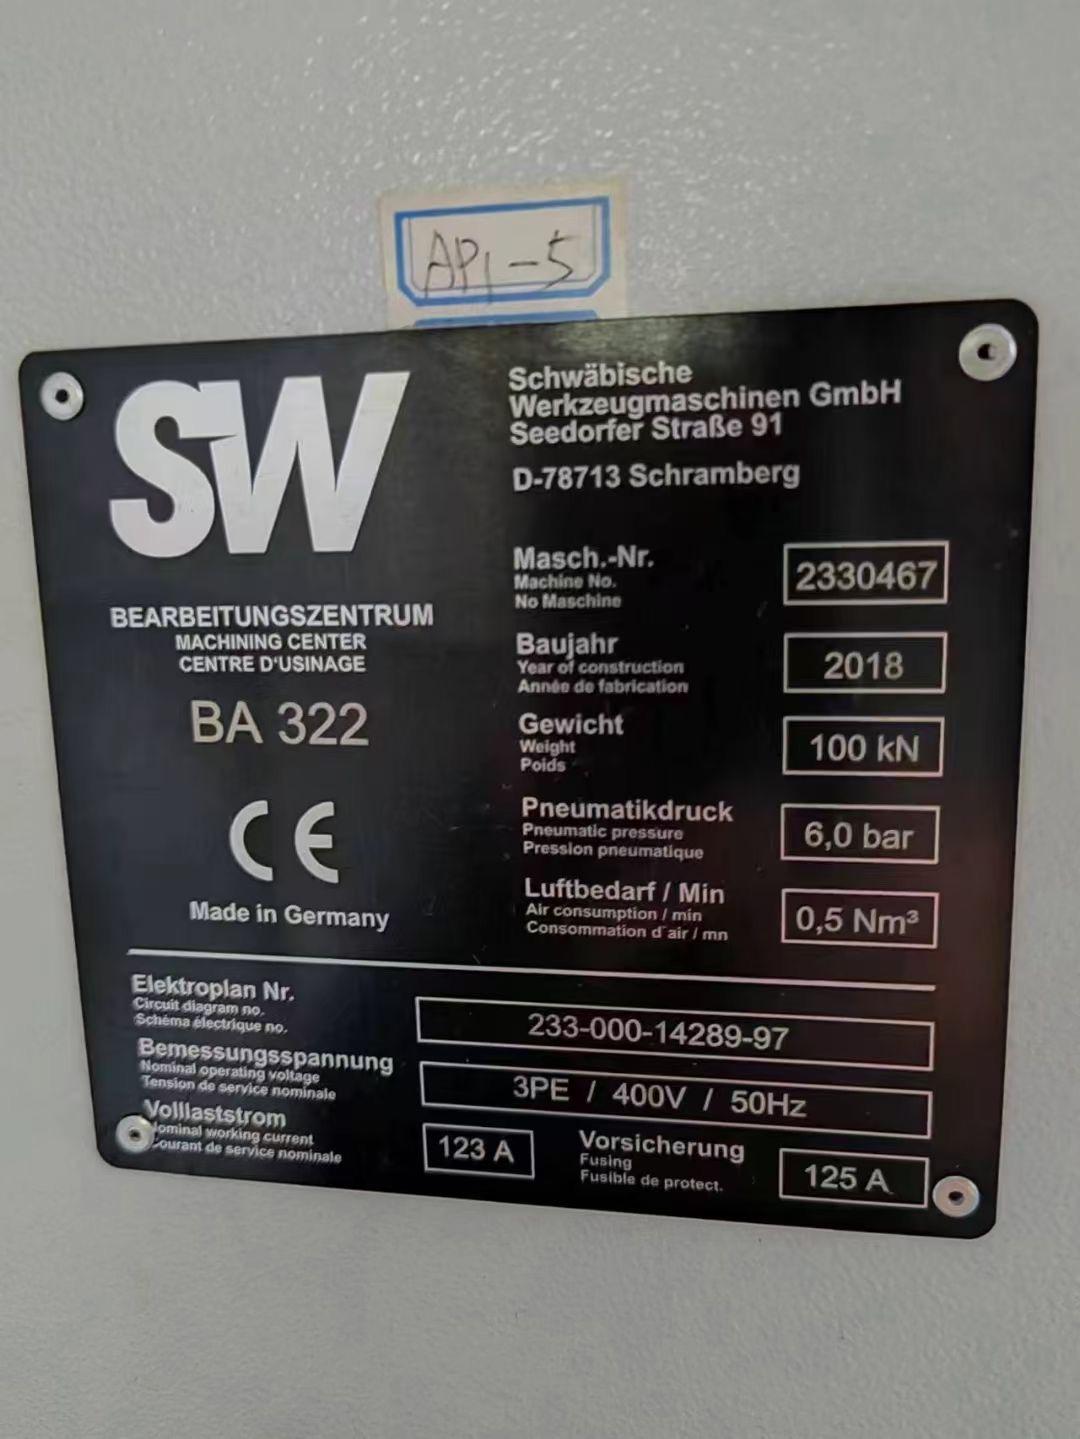 AP1-5
SW
BEARBEITUNGSZENTRUM
MACHINING CENTER
CENTRE D'USINAGE
BA 322
CE
Made in Germany
Schwäbische
Werkzeugmaschinen GmbH
Seedorfer Straße 91
D-78713 Schramberg
Masch.-Nr.
Machine No.
No Maschine
2330467
Baujahr
Year of construction
Année de fabrication
2018
Gewicht
Weight
Poids
100 kN
Pneumatikdruck
Pneumatic pressure
Pression pneumatique
6,0 bar
Luftbedarf / Min
Air consumption / min
Consommation d´air / mn
0,5 Nm³
Elektroplan Nr.
Circuit diagram no.
Schéma électrique no.
233-000-14289-97
Bemessungsspannung
Nominal operating voltage
Tension de service nominale
3PE / 400V / 50Hz
Volllaststrom
Nominal working current
Courant de service nominale
123 A
Vorsicherung
Fusing
Fusible de protect.
125 A